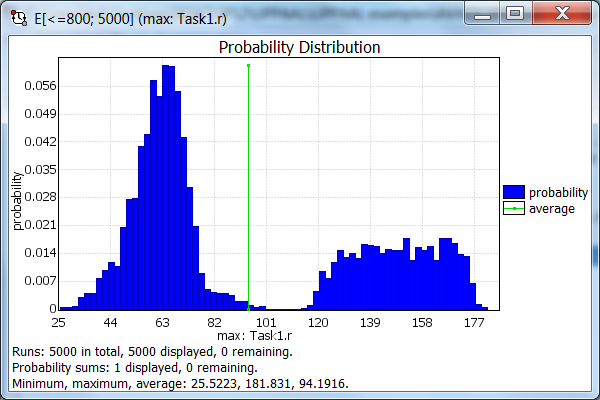 E[<=800; 5000] (max: Task1.r)
Probability Distribution
0.056
0.049
0.042
0.035
0.028
0.021
0.014
0.007
0
probability
25 44 63 82 101 120 139 158 177
max: Task1.r
probability
average
Runs: 5000 in total, 5000 displayed, 0 remaining.
Probability sums: 1 displayed, 0 remaining.
Minimum, maximum, average: 25.5223, 181.831, 94.1916.